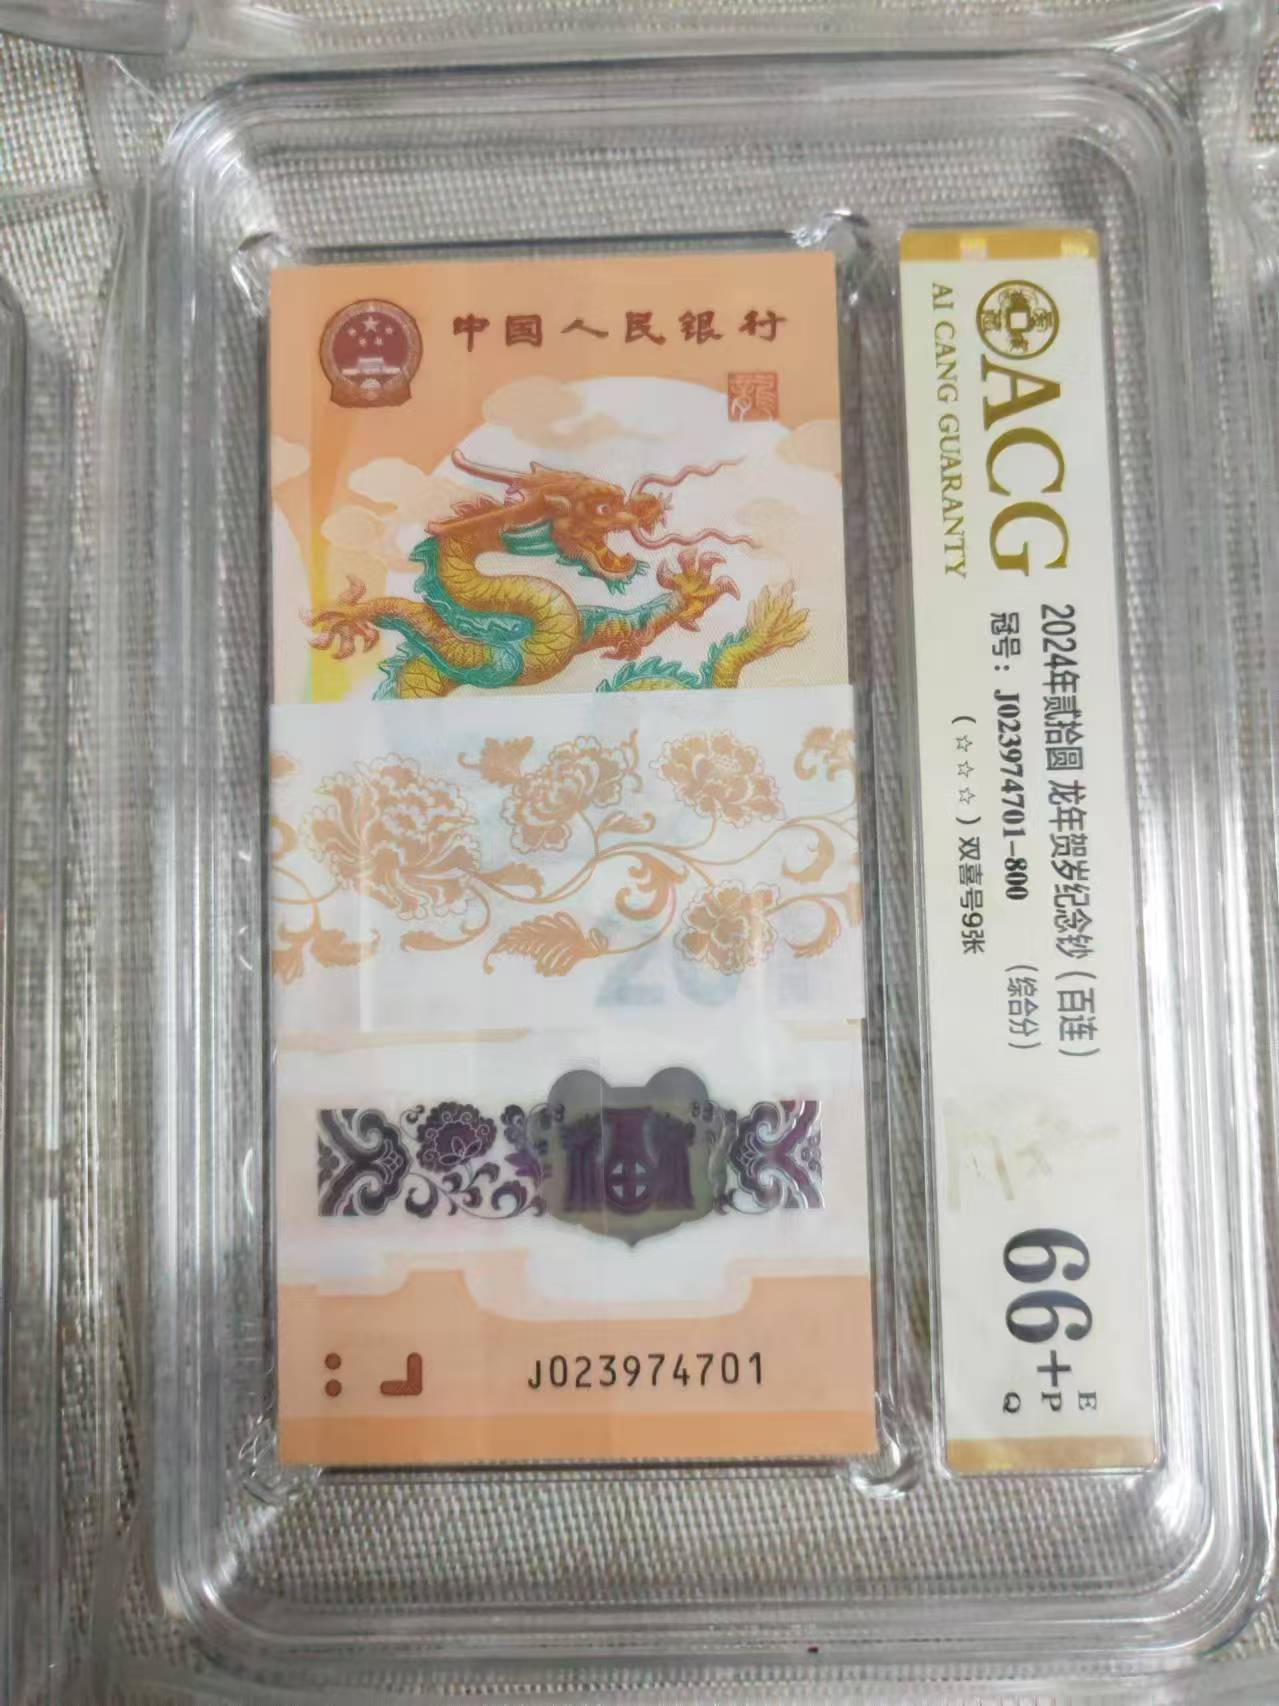 中国人民银行
龍
20
J023974701
ACG
AI CANG GUARANTY
2024年贰拾圆 龙年贺岁纪念钞（百连）
冠号：J023974701-800 （综合分）
（☆☆☆）双喜号9张
66+
E
P
Q